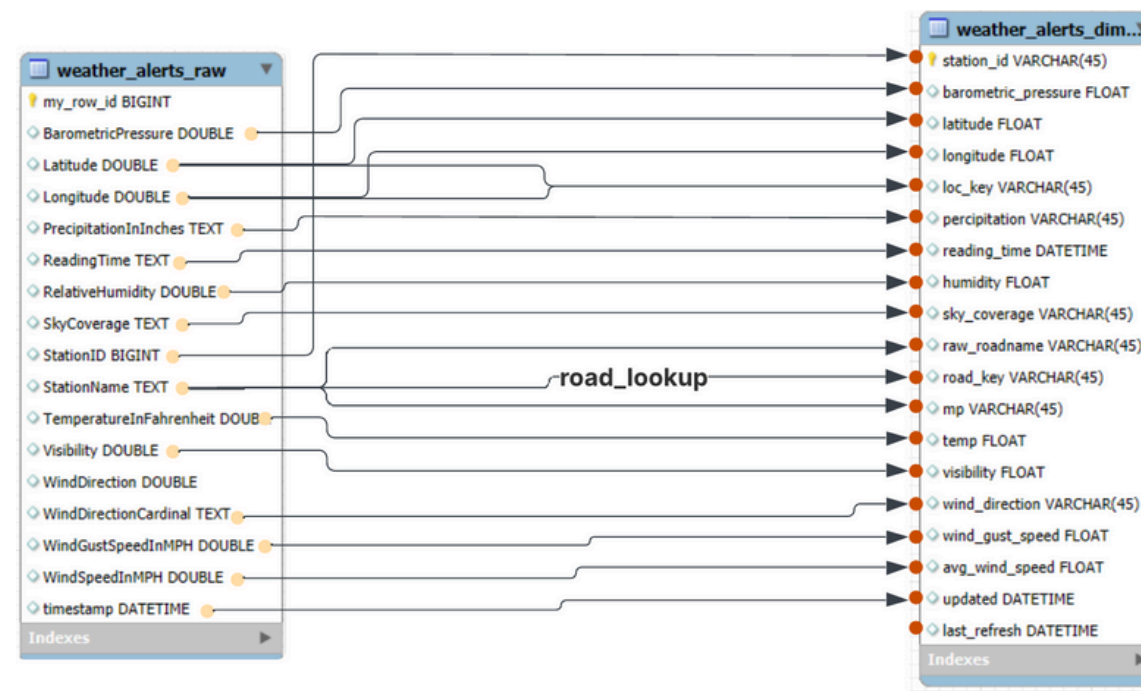 weather_alerts_raw
my_row_id BIGINT
BarometricPressure DOUBLE
Latitude DOUBLE
Longitude DOUBLE
PrecipitationInInches TEXT
ReadingTime TEXT
RelativeHumidity DOUBLE
SkyCoverage TEXT
StationID BIGINT
StationName TEXT
TemperatureInFahrenheit DOUB
Visibility DOUBLE
WindDirection DOUBLE
WindDirectionCardinal TEXT
WindGustSpeedInMPH DOUBLE
WindSpeedInMPH DOUBLE
timestamp DATETIME
Indexes
road_lookup
weather_alerts_dim...
station_id VARCHAR(45)
barometric_pressure FLOAT
latitude FLOAT
longitude FLOAT
loc_key VARCHAR(45)
percipitation VARCHAR(45)
reading_time DATETIME
humidity FLOAT
sky_coverage VARCHAR(45)
raw_roadname VARCHAR(45)
road_key VARCHAR(45)
mp VARCHAR(45)
temp FLOAT
visibility FLOAT
wind_direction VARCHAR(45)
wind_gust_speed FLOAT
avg_wind_speed FLOAT
updated DATETIME
last_refresh DATETIME
Indexes